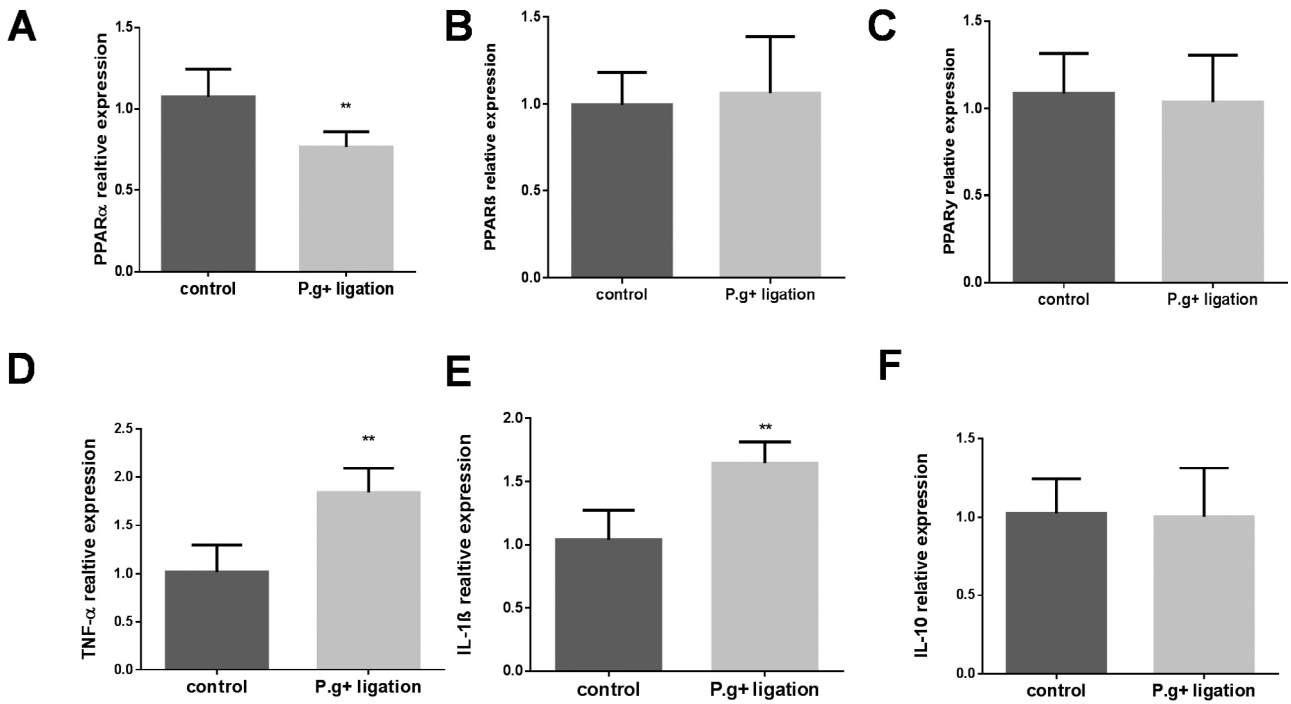 A
PPARα realtive expression
1.5
1.0
0.5
0.0
**
control
P.g+ ligation
B
PPARß relative expression
1.5
1.0
0.5
0.0
control
P.g+ ligation
C
PPARy relative expression
1.5
1.0
0.5
0.0
control
P.g+ ligation
D
TNF-α realtive expression
2.5
2.0
1.5
1.0
0.5
0.0
**
control
P.g+ ligation
E
IL-1ß realtive expression
2.0
1.5
1.0
0.5
0.0
**
control
P.g+ ligation
F
IL-10 relative expression
1.5
1.0
0.5
0.0
control
P.g+ ligation